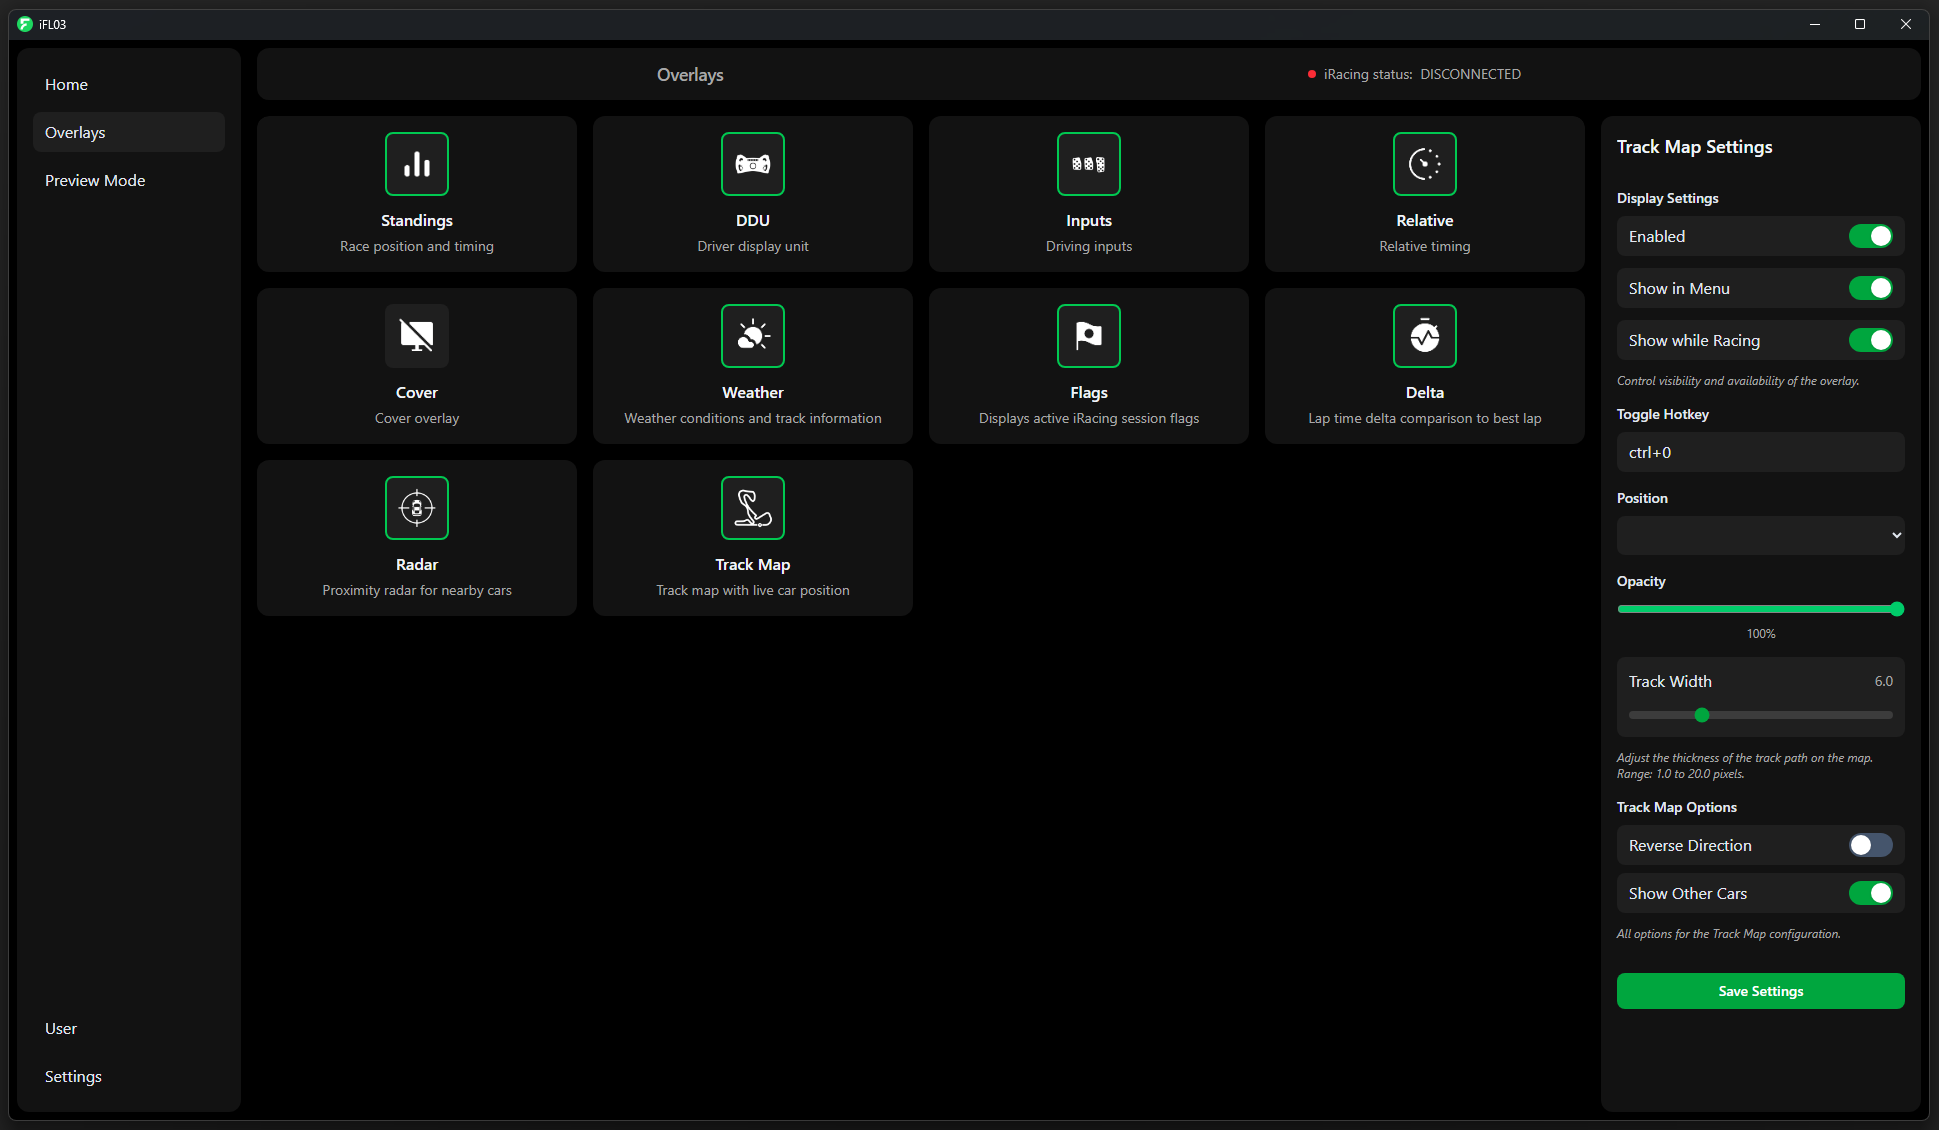 iFL03
Home
Overlays
Preview Mode
User
Settings
Overlays
iRacing status: DISCONNECTED
Standings
Race position and timing
DDU
Driver display unit
Inputs
Driving inputs
Relative
Relative timing
Cover
Cover overlay
Weather
Weather conditions and track information
Flags
Displays active iRacing session flags
Delta
Lap time delta comparison to best lap
Radar
Proximity radar for nearby cars
Track Map
Track map with live car position
Track Map Settings
Display Settings
Enabled
Show in Menu
Show while Racing
Control visibility and availability of the overlay.
Toggle Hotkey
ctrl+0
Position
Opacity
100%
Track Width 6.0
Adjust the thickness of the track path on the map.
Range: 1.0 to 20.0 pixels.
Track Map Options
Reverse Direction
Show Other Cars
All options for the Track Map configuration.
Save Settings